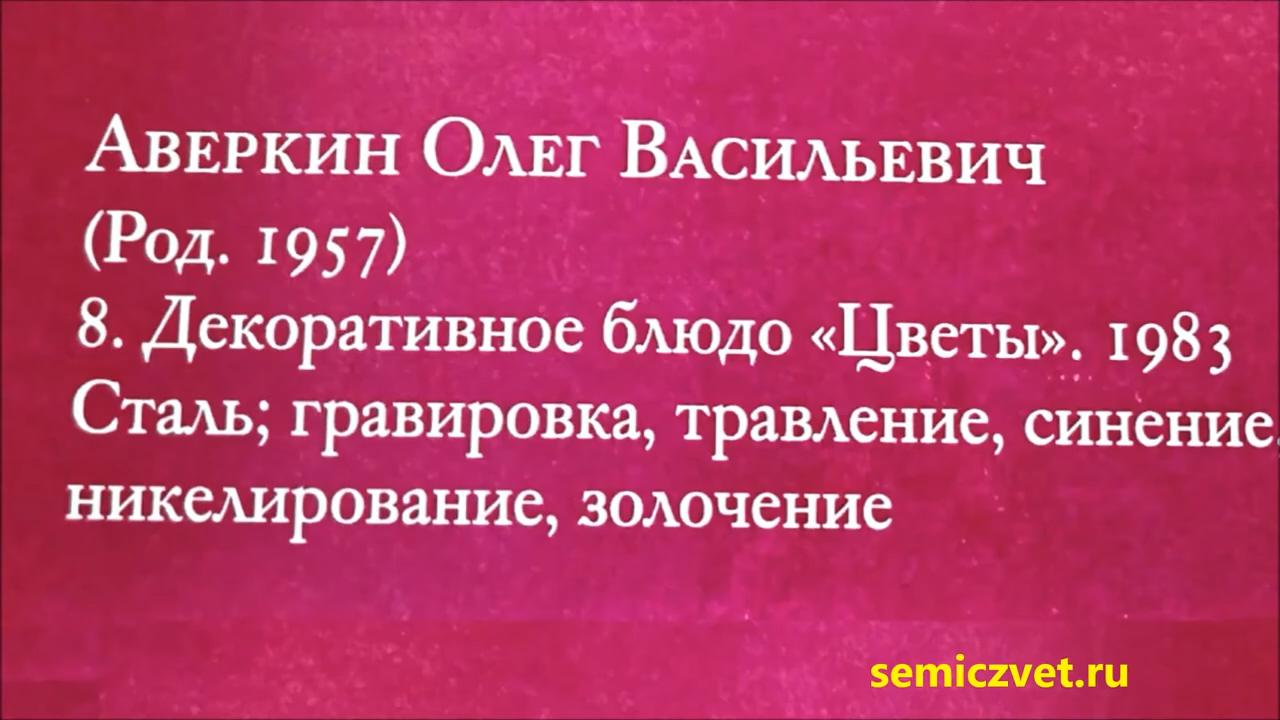 Аверкин Олег Васильевич
(Род. 1957)
8. Декоративное блюдо «Цветы». 1983
Сталь; гравировка, травление, синение,
никелирование, золочение
semiczvet.ru